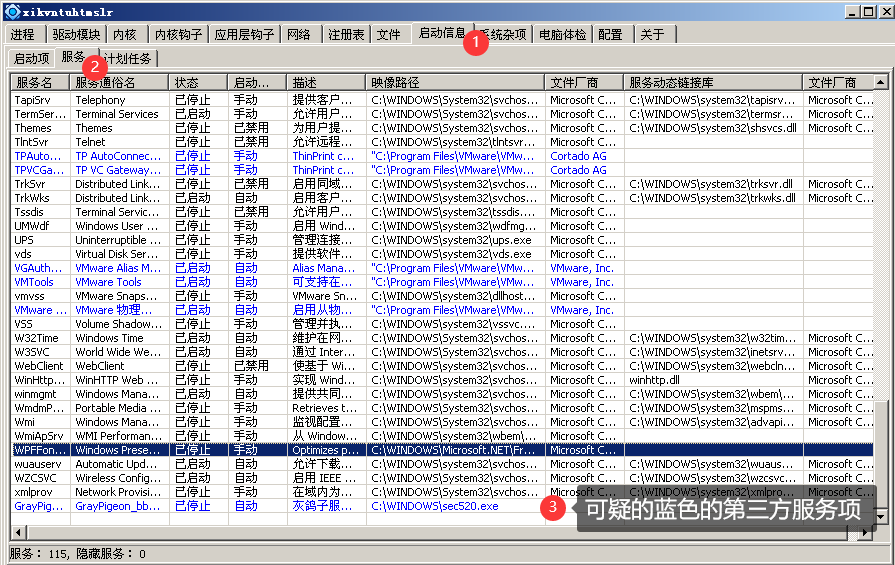 xikvntuhtmslr
进程 驱动模块 内核 内核钩子 应用层钩子 网络 注册表 文件 启动信息 系统杂项 电脑体检 配置 关于
1
启动项 服务 计划任务
2
服务名 服务通俗名 状态 启动... 描述 映像路径 文件厂商 服务动态链接库 文件厂商
TapiSrv Telephony 已停止 手动 提供客户... C:\WINDOWS\System32\svchos... Microsoft C... C:\WINDOWS\system32\tapisrv... Microsoft C...
TermSer... Terminal Services 已启动 手动 允许用户... C:\WINDOWS\System32\svchos... Microsoft C... C:\WINDOWS\system32\termsr... Microsoft C...
Themes Themes 已停止 已禁用 为用户提... C:\WINDOWS\System32\svchos... Microsoft C... C:\WINDOWS\system32\shsvcs.dll Microsoft C...
TlntSvr Telnet 已停止 已禁用 允许远程... C:\WINDOWS\system32\tlntsvr... Microsoft C...
TPAuto... TP AutoConnec... 已停止 手动 ThinPrint c... "C:\Program Files\VMware\VMw... Cortado AG
TPVCGa... TP VC Gateway... 已停止 手动 ThinPrint c... "C:\Program Files\VMware\VMw... Cortado AG
TrkSvr Distributed Link... 已停止 已禁用 启用同域... C:\WINDOWS\system32\svchos... Microsoft C... C:\WINDOWS\system32\trksvr.dll Microsoft C...
TrkWks Distributed Link... 已启动 自动 启用客户... C:\WINDOWS\system32\svchos... Microsoft C... C:\WINDOWS\system32\trkwks.dll Microsoft C...
Tssdis Terminal Servic... 已停止 已禁用 允许用户... C:\WINDOWS\system32\tssdis.... Microsoft C...
UMWdf Windows User ... 已停止 手动 启用 Wind... C:\WINDOWS\system32\wdfmg... Microsoft C...
UPS Uninterruptible ... 已停止 手动 管理连接... C:\WINDOWS\system32\ups.exe Microsoft C...
vds Virtual Disk Ser... 已停止 手动 提供软件... C:\WINDOWS\system32\vds.exe Microsoft C...
VGAuth... VMware Alias M... 已启动 自动 Alias Mana... "C:\Program Files\VMware\VMw... VMware, Inc.
VMTools VMware Tools 已启动 自动 可支持在... "C:\Program Files\VMware\VMw... VMware, Inc.
vmvss VMware Snaps... 已停止 手动 VMware Sn... C:\WINDOWS\system32\dllhost... Microsoft C...
VMware ... VMware 物理... 已启动 自动 启用从物... "C:\Program Files\VMware\VMw... VMware, Inc.
VSS Volume Shadow... 已停止 手动 管理并执... C:\WINDOWS\system32\vssvc.... Microsoft C...
W32Time Windows Time 已启动 自动 维护在网... C:\WINDOWS\system32\svchos... Microsoft C... C:\WINDOWS\system32\w32tim... Microsoft C...
W3SVC World Wide We... 已启动 自动 通过 Inter... C:\WINDOWS\System32\svchos... Microsoft C... C:\WINDOWS\system32\inetsrv... Microsoft C...
WebClient WebClient 已停止 已禁用 使基于 Wi... C:\WINDOWS\system32\svchos... Microsoft C... C:\WINDOWS\system32\webcln... Microsoft C...
WinHttp... WinHTTP Web ... 已停止 手动 实现 Wind... C:\WINDOWS\system32\svchos... Microsoft C... winhttp.dll Microsoft C...
winmgmt Windows Mana... 已启动 自动 提供共同... C:\WINDOWS\system32\svchos... Microsoft C... C:\WINDOWS\system32\wbem\... Microsoft C...
WmdmP... Portable Media ... 已停止 手动 Retrieves t... C:\WINDOWS\System32\svchos... Microsoft C... C:\WINDOWS\system32\mspms... Microsoft C...
Wmi Windows Mana... 已停止 手动 监视配置... C:\WINDOWS\System32\svchos... Microsoft C... C:\WINDOWS\system32\advapi... Microsoft C...
WmiApSrv WMI Performan... 已停止 手动 从 Window... C:\WINDOWS\system32\wbem\... Microsoft C...
WPFFon... Windows Prese... 已停止 手动 Optimizes p... C:\WINDOWS\Microsoft.NET\Fr... Microsoft C...
wuauserv Automatic Upd... 已启动 自动 允许下载... C:\WINDOWS\system32\svchos... Microsoft C... C:\WINDOWS\system32\wuaus... Microsoft C...
WZCSVC Wireless Config... 已启动 自动 启用 IEEE ... C:\WINDOWS\System32\svchos... Microsoft C... C:\WINDOWS\system32\wzcsvc... Microsoft C...
xmlprov Network Provisi... 已停止 手动 在域内为... C:\WINDOWS\System32\svchos... Microsoft C... C:\WINDOWS\system32\xmlpro... Microsoft C...
GrayPig... GrayPigeon_bb... 已停止 自动 灰鸽子服... C:\WINDOWS\sec520.exe
3 可疑的蓝色的第三方服务项
服务: 115, 隐藏服务: 0